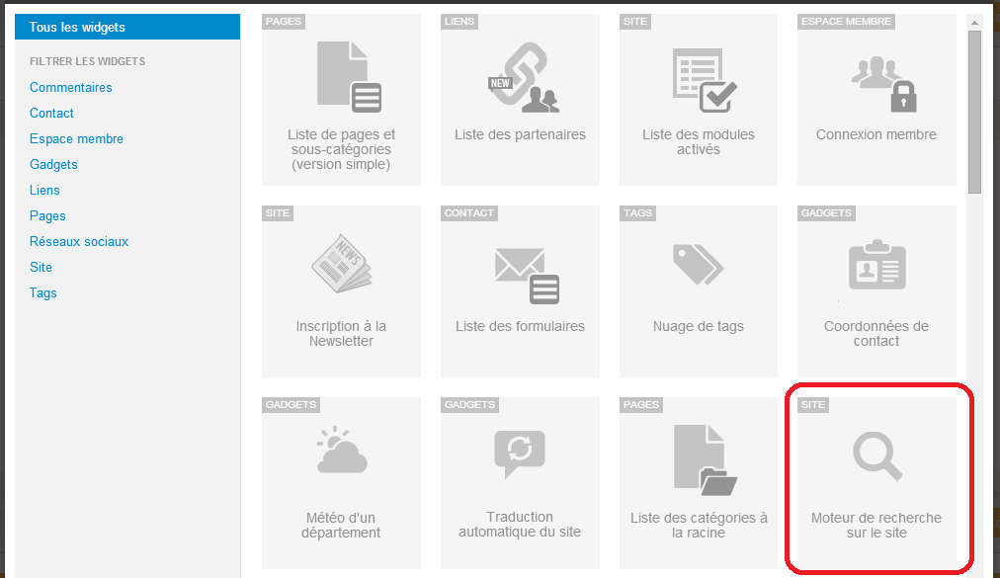 Tous les widgets
FILTRER LES WIDGETS
Commentaires
Contact
Espace membre
Gadgets
Liens
Pages
Réseaux sociaux
Site
Tags
PAGES
Liste de pages et
sous-catégories
(version simple)
LIENS
NEW
Liste des partenaires
SITE
Liste des modules
activés
ESPACE MEMBRE
Connexion membre
SITE
NEWS
Inscription à la
Newsletter
CONTACT
Liste des formulaires
TAGS
Nuage de tags
GADGETS
Coordonnées de
contact
GADGETS
Météo d'un
département
GADGETS
Traduction
automatique du site
PAGES
Liste des catégories à
la racine
SITE
Moteur de recherche
sur le site